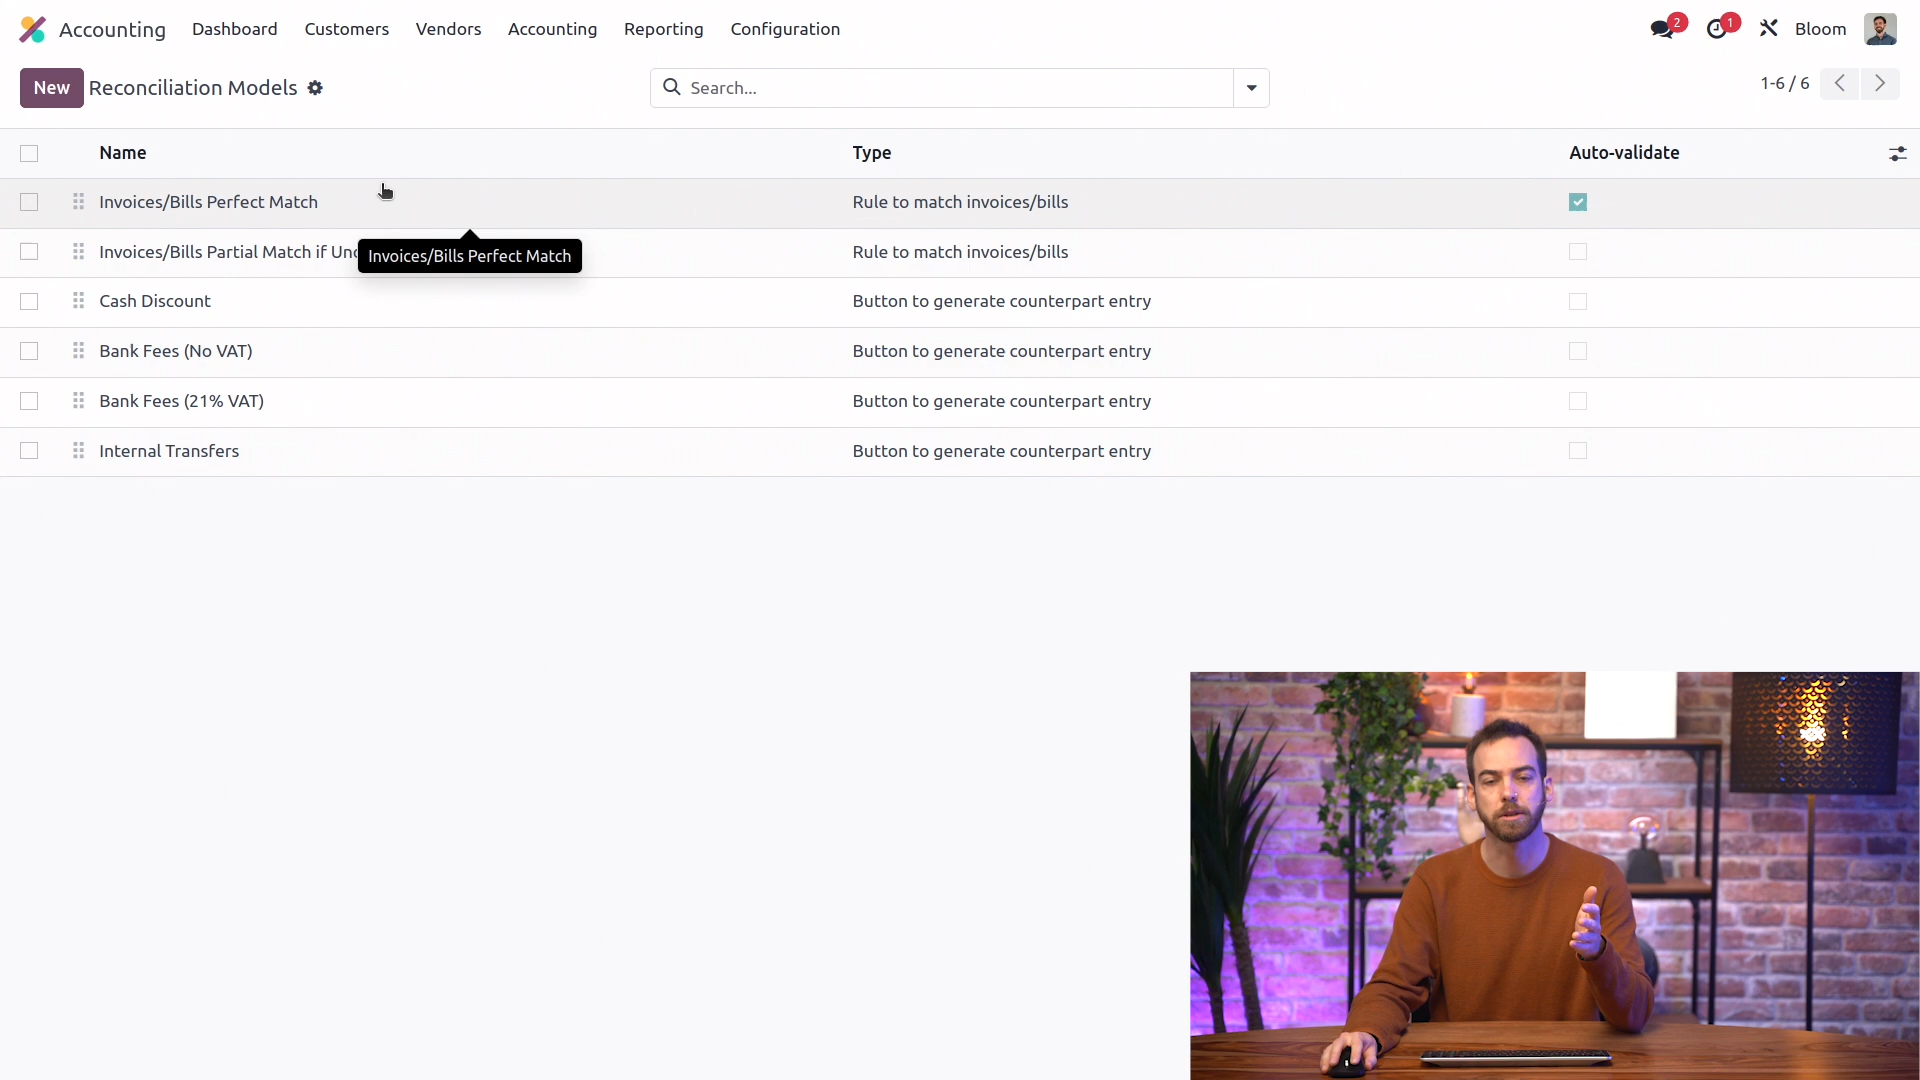 Accounting Dashboard Customers Vendors Accounting Reporting Configuration 2 1 Bloom
New Reconciliation Models Search... 1-6 / 6
Name Type Auto-validate
Invoices/Bills Perfect Match Rule to match invoices/bills
Invoices/Bills Partial Match if Rule to match invoices/bills
Invoices/Bills Perfect Match
Cash Discount Button to generate counterpart entry
Bank Fees (No VAT) Button to generate counterpart entry
Bank Fees (21% VAT) Button to generate counterpart entry
Internal Transfers Button to generate counterpart entry